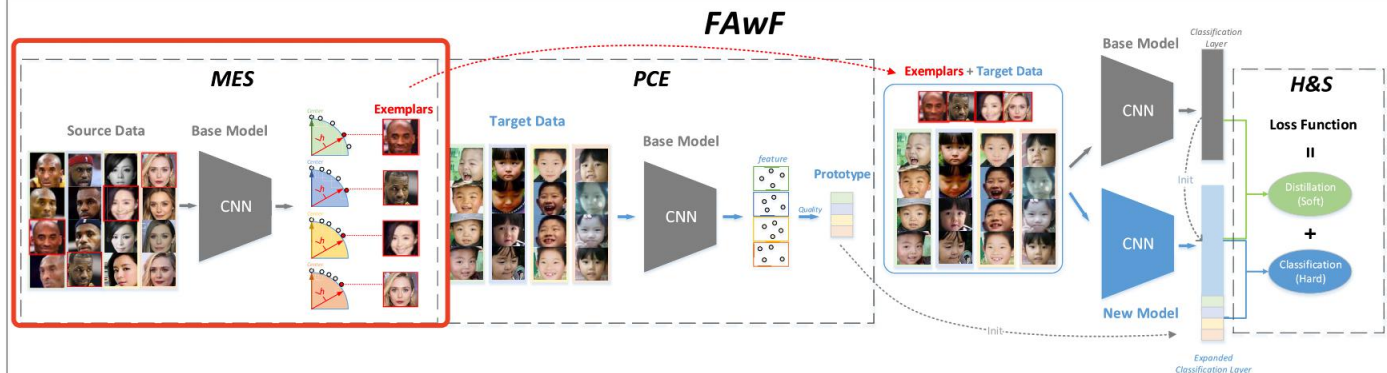 FAwF
MES
Source Data
Base Model
CNN
Exemplars
PCE
Target Data
Base Model
CNN
feature
Quality
Prototype
Exemplars + Target Data
Base Model
CNN
Classification
Layer
Init
CNN
New Model
Init
Expanded
Classification Layer
H&S
Loss Function
=
Distillation
(Soft)
+
Classification
(Hard)